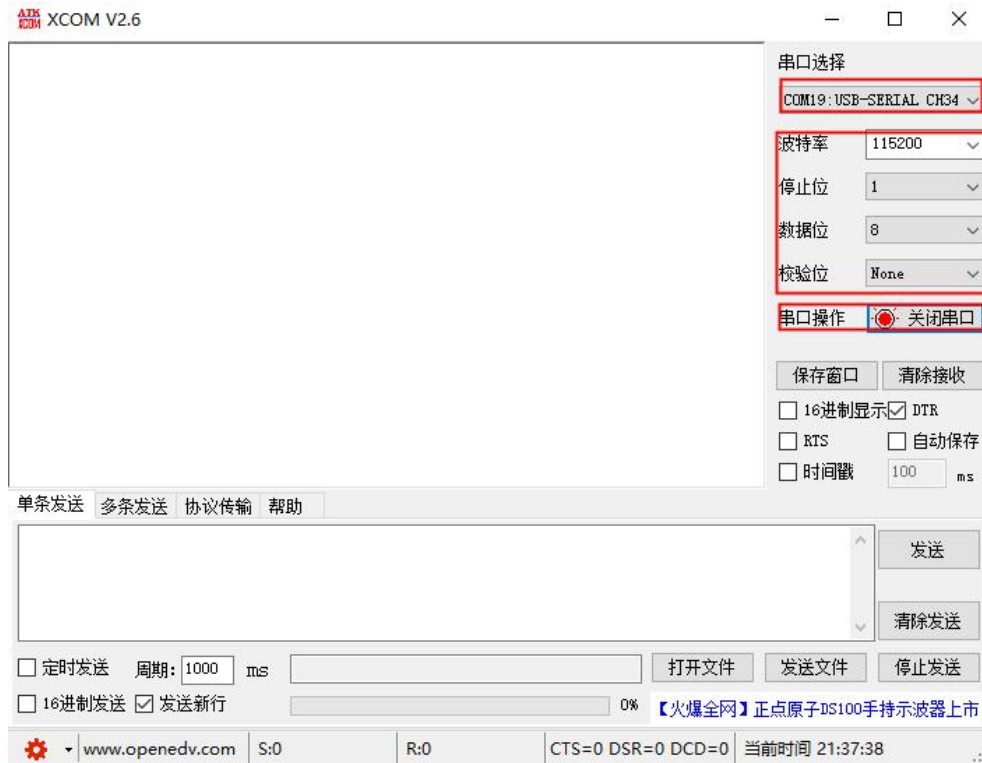 ATK XCOM XCOM V2.6
串口选择
COM19:USB-SERIAL CH34
波特率 115200
停止位 1
数据位 8
校验位 None
串口操作 关闭串口
保存窗口 清除接收
16进制显示 DTR
RTS 自动保存
时间戳 100 ms
单条发送 多条发送 协议传输 帮助
发送
清除发送
定时发送 周期: 1000 ms 打开文件 发送文件 停止发送
16进制发送 发送新行 0% 【火爆全网】正点原子DS100手持示波器上市
www.openedv.com S:0 R:0 CTS=0 DSR=0 DCD=0 当前时间 21:37:38